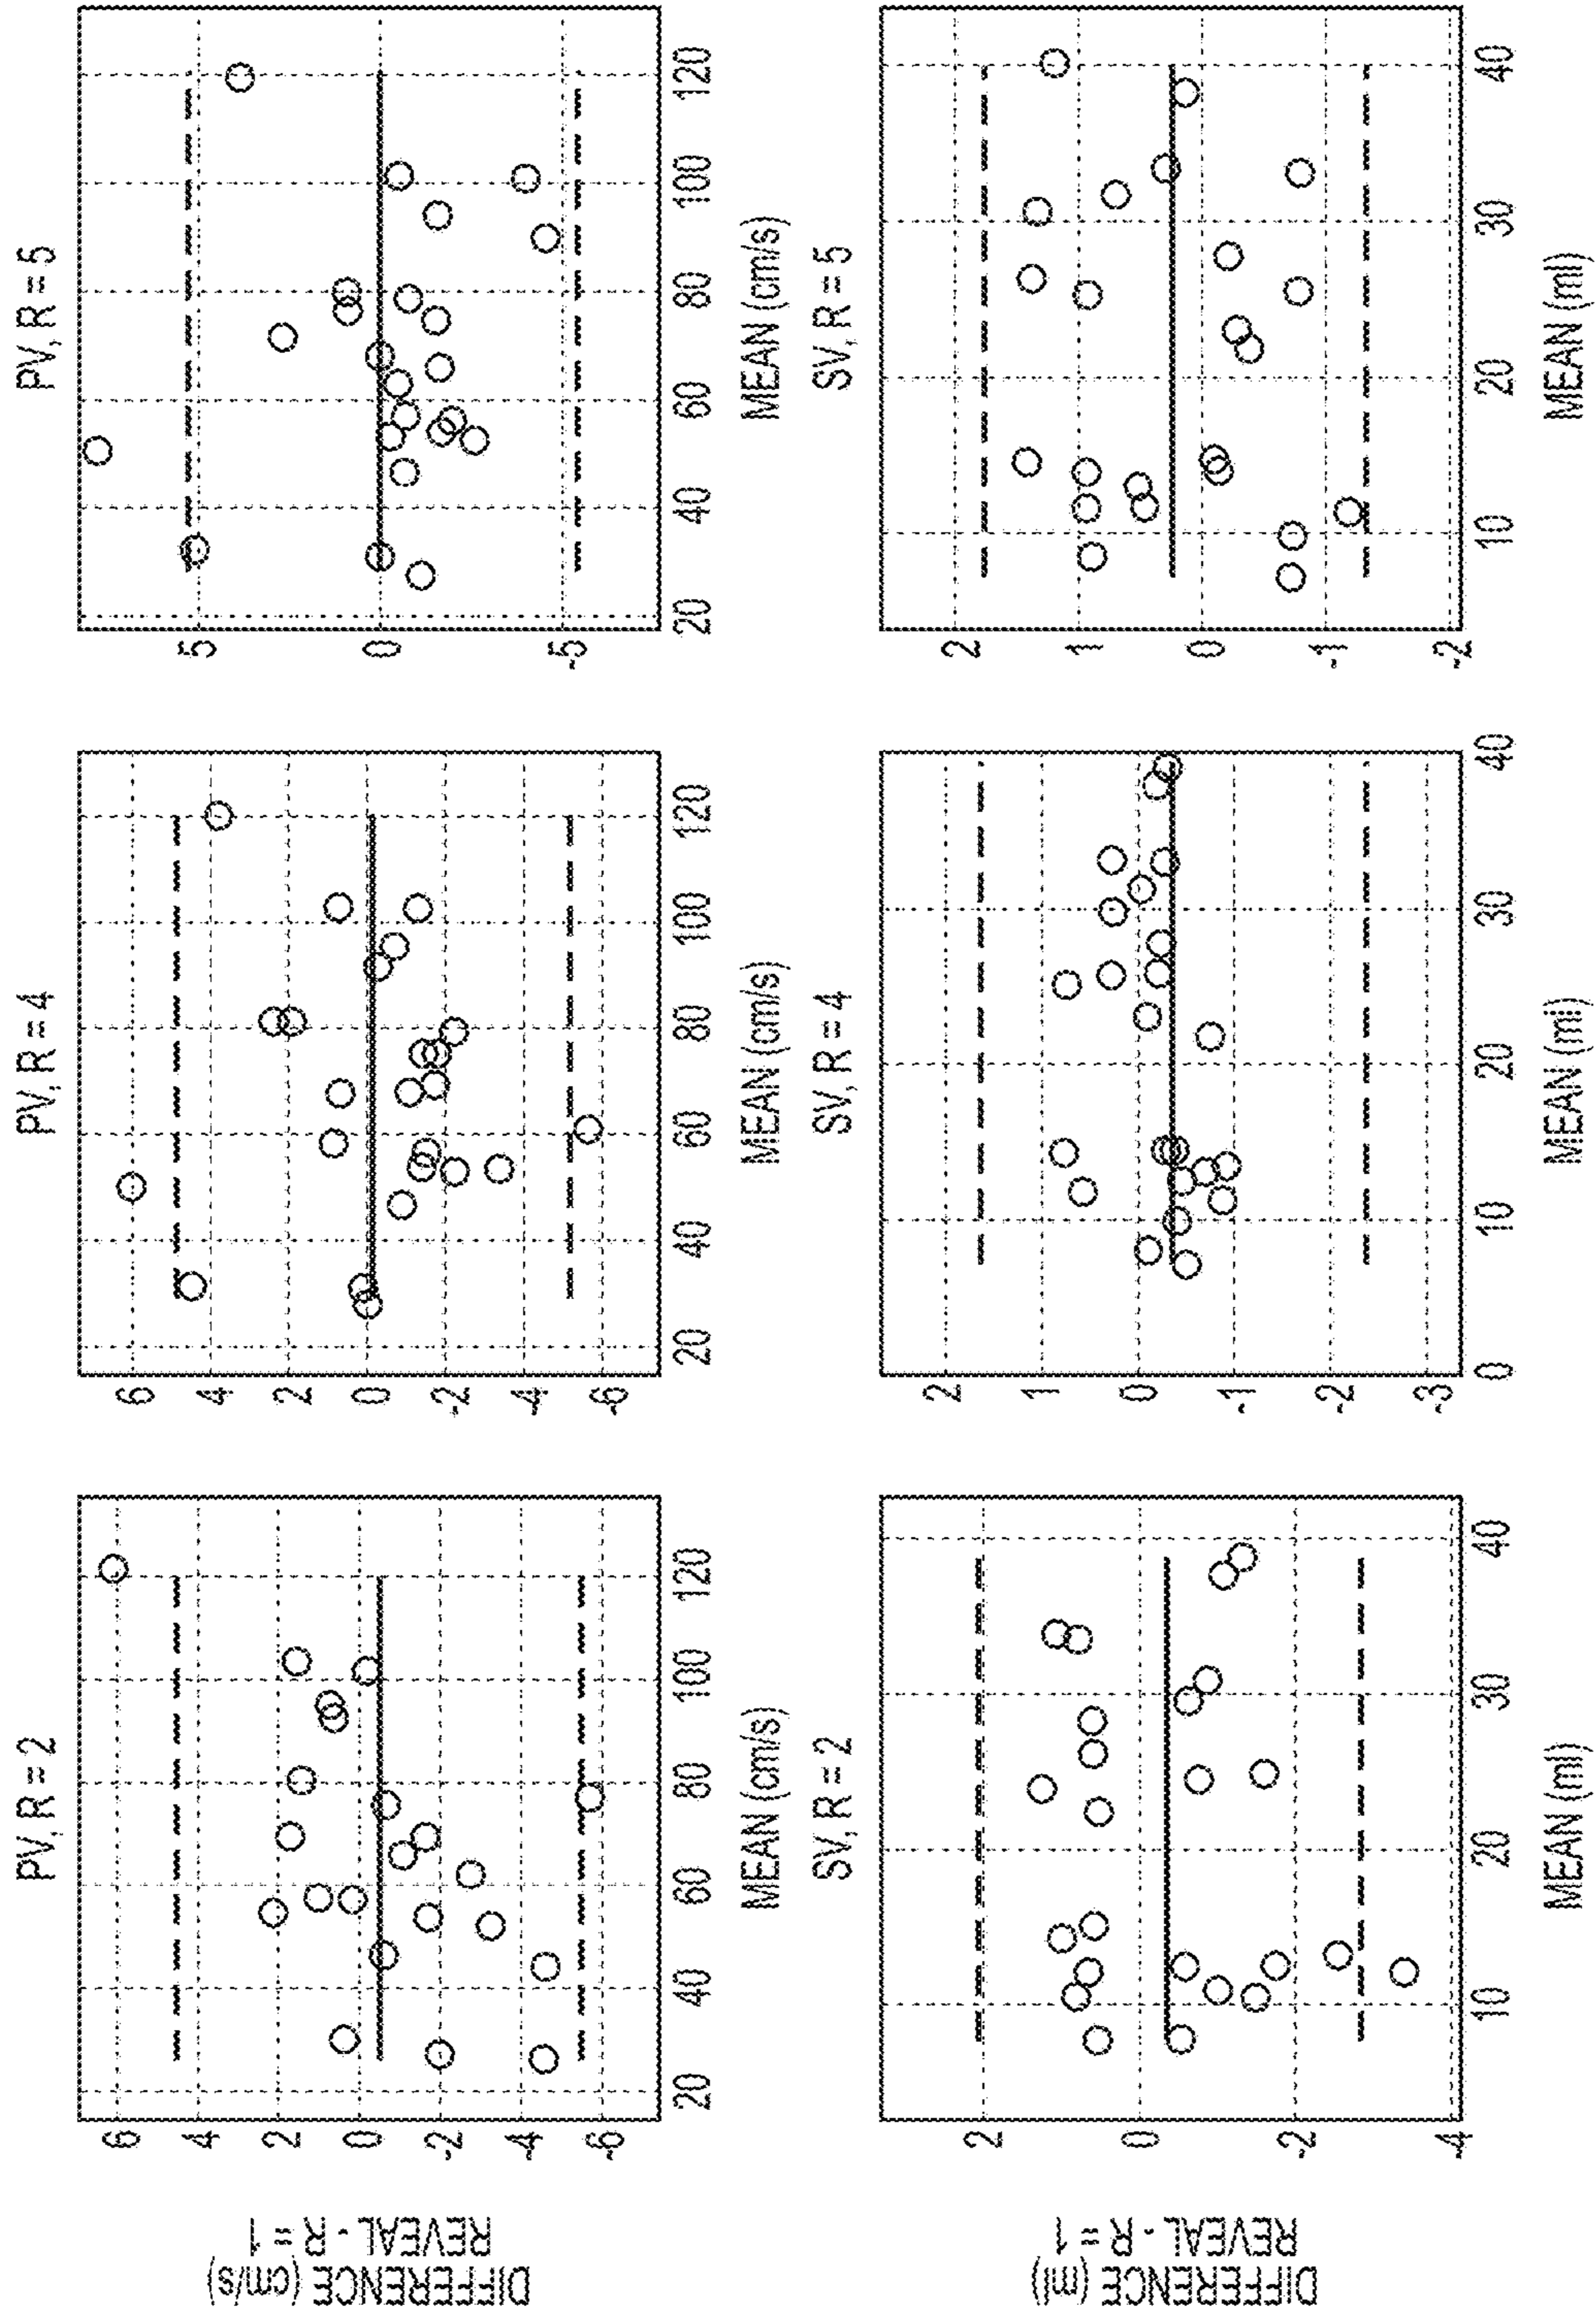 DIFFERENCE (cm/s)
REVEAL - R = 1
PV, R = 2
6
4
2
0
-2
-4
-6
20 40 60 80 100 120
MEAN (cm/s)
PV, R = 4
6
4
2
0
-2
-4
-6
20 40 60 80 100 120
MEAN (cm/s)
PV, R = 5
5
0
-5
20 40 60 80 100 120
MEAN (cm/s)
DIFFERENCE (ml)
REVEAL - R = 1
SV, R = 2
2
0
-2
-4
10 20 30 40
MEAN (ml)
SV, R = 4
2
1
0
-1
-2
-3
0 10 20 30 40
MEAN (ml)
SV, R = 5
2
1
0
-1
-2
10 20 30 40
MEAN (ml)